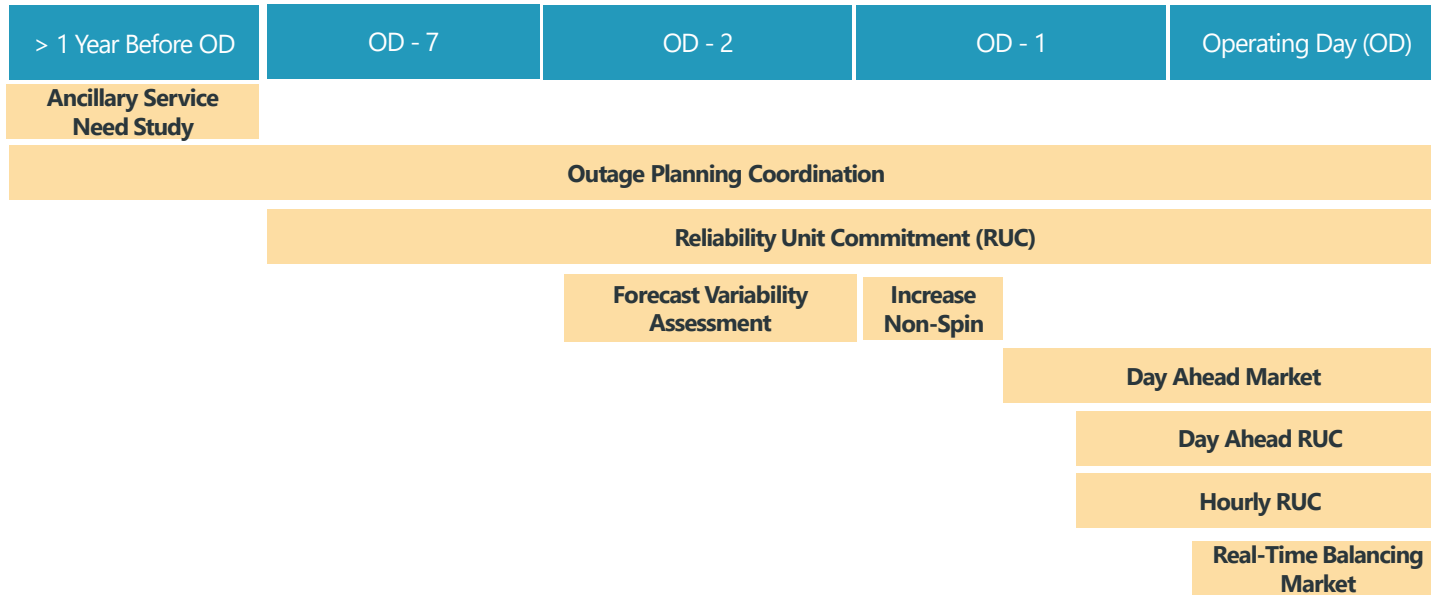 > 1 Year Before OD
OD - 7
OD - 2
OD - 1
Operating Day (OD)
Ancillary Service
Need Study
Outage Planning Coordination
Reliability Unit Commitment (RUC)
Forecast Variability
Assessment
Increase
Non-Spin
Day Ahead Market
Day Ahead RUC
Hourly RUC
Real-Time Balancing
Market